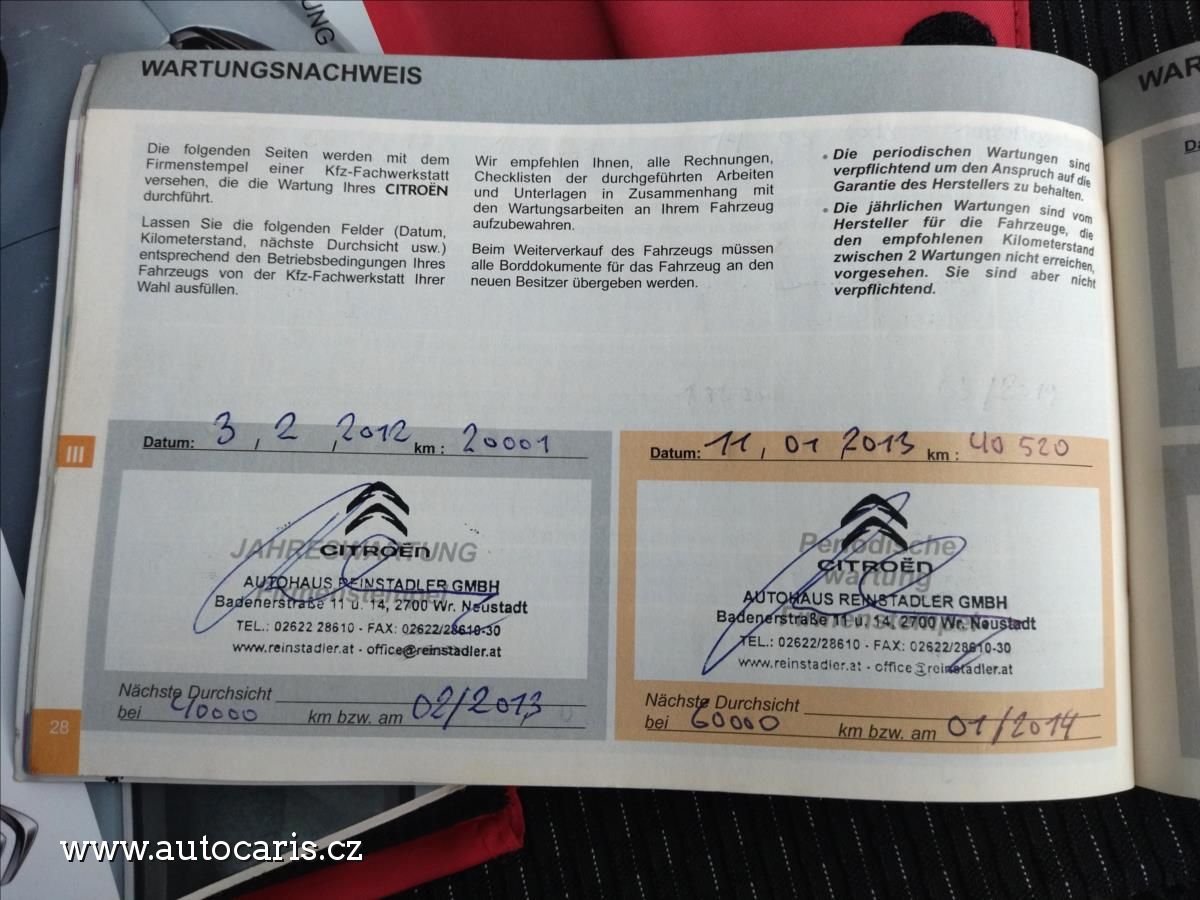 UNG
WARTUNGSNACHWEIS
WAR
Die folgenden Seiten werden mit dem
Firmenstempel einer Kfz-Fachwerkstatt
versehen, die die Wartung Ihres CITROËN
durchführt.
Lassen Sie die folgenden Felder (Datum,
Kilometerstand, nächste Durchsicht usw.)
entsprechend den Betriebsbedingungen Ihres
Fahrzeugs von der Kfz-Fachwerkstatt Ihrer
Wahl ausfüllen.
Wir empfehlen Ihnen, alle Rechnungen,
Checklisten der durchgeführten Arbeiten
und Unterlagen in Zusammenhang mit
den Wartungsarbeiten an Ihrem Fahrzeug
aufzubewahren.
Beim Weiterverkauf des Fahrzeugs müssen
alle Borddokumente für das Fahrzeug an den
neuen Besitzer übergeben werden.
• Die periodischen Wartungen sind
verpflichtend um den Anspruch auf die
Garantie des Herstellers zu behalten.
• Die jährlichen Wartungen sind vom
Hersteller für die Fahrzeuge, die
den empfohlenen Kilometerstand
zwischen 2 Wartungen nicht erreichen,
vorgesehen. Sie sind aber nicht
verpflichtend.
III
Datum: 3, 2, 2012 km : 20001
JAHRESWARTUNG
CITROËN
Firmenstempel
AUTOHAUS REINSTADLER GMBH
Badenerstraße 11 u. 14, 2700 Wr. Neustadt
TEL.: 02622 28610 - FAX: 02622/28610-30
www.reinstadler.at - office@reinstadler.at
Nächste Durchsicht
bei 40000 km bzw. am 02/2013
Datum: 11, 01, 2013 km : 40 520
Periodische
CITROËN
wartung
AUTOHAUS REINSTADLER GMBH
Firmenstempel
Badenerstraße 11 u. 14, 2700 Wr. Neustadt
TEL.: 02622/28610 - FAX: 02622/28610-30
www.reinstadler.at - office@reinstadler.at
Nächste Durchsicht
bei 60000 km bzw. am 01/2014
28
www.autocaris.cz